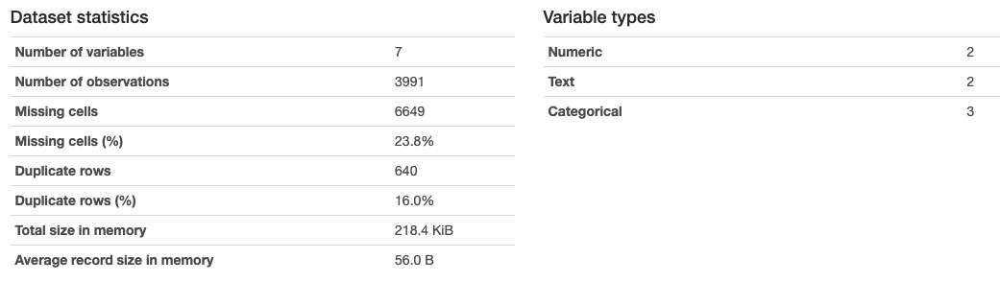 Dataset statistics
Number of variables 7
Number of observations 3991
Missing cells 6649
Missing cells (%) 23.8%
Duplicate rows 640
Duplicate rows (%) 16.0%
Total size in memory 218.4 KiB
Average record size in memory 56.0 B
Variable types
Numeric 2
Text 2
Categorical 3